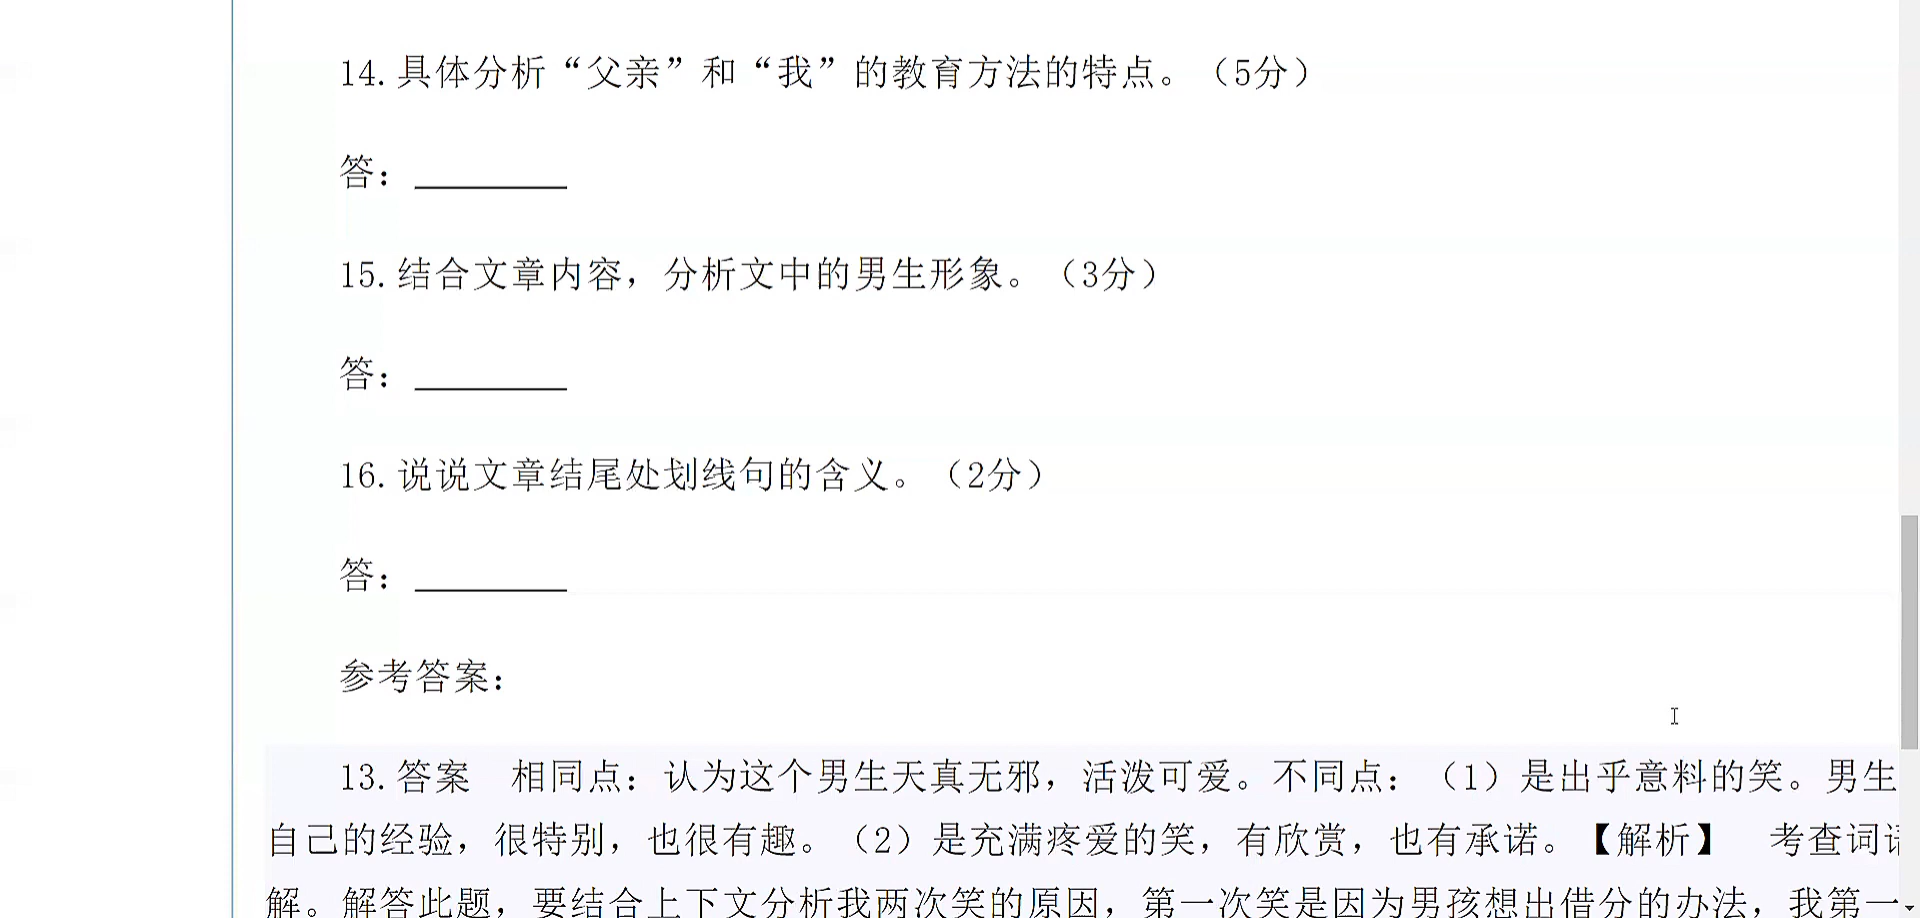 14.具体分析“父亲”和“我”的教育方法的特点。（5分）
答：________
15.结合文章内容，分析文中的男生形象。（3分）
答：________
16.说说文章结尾处划线句的含义。（2分）
答：________
参考答案：
13.答案　相同点：认为这个男生天真无邪，活泼可爱。不同点：（1）是出乎意料的笑。男生
自己的经验，很特别，也很有趣。（2）是充满疼爱的笑，有欣赏，也有承诺。【解析】　考查词
解。解答此题，要结合上下文分析我两次笑的原因，第一次笑是因为男孩想出借分的办法，我第一